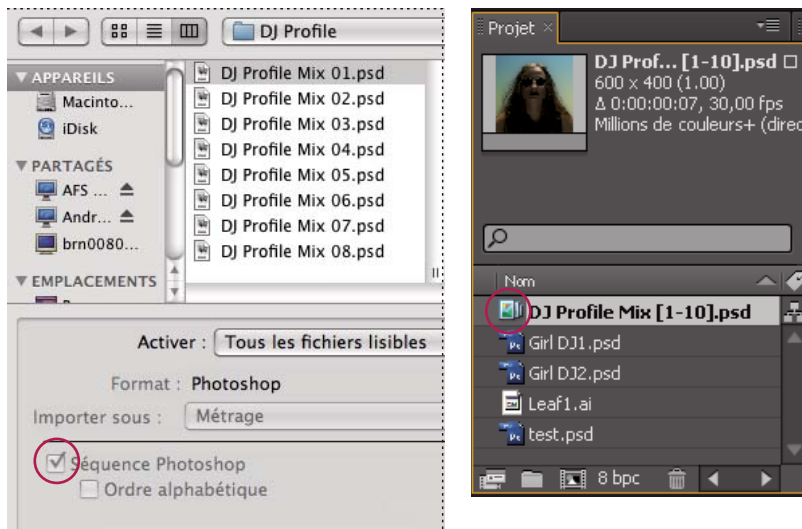 DJ Profile
APPAREILS
Macinto...
iDisk
PARTAGÉS
AFS ...
Andr...
brn0080...
EMPLACEMENTS
DJ Profile Mix 01.psd
DJ Profile Mix 02.psd
DJ Profile Mix 03.psd
DJ Profile Mix 04.psd
DJ Profile Mix 05.psd
DJ Profile Mix 06.psd
DJ Profile Mix 07.psd
DJ Profile Mix 08.psd
Activer : Tous les fichiers lisibles
Format : Photoshop
Importer sous : Métrage
Séquence Photoshop
Ordre alphabétique
Projet
DJ Prof... [1-10].psd
600 x 400 (1.00)
Δ 0:00:00:07, 30,00 fps
Millions de couleurs+ (direc
Nom
DJ Profile Mix [1-10].psd
Girl DJ1.psd
Girl DJ2.psd
Leaf1.ai
test.psd
8 bpc